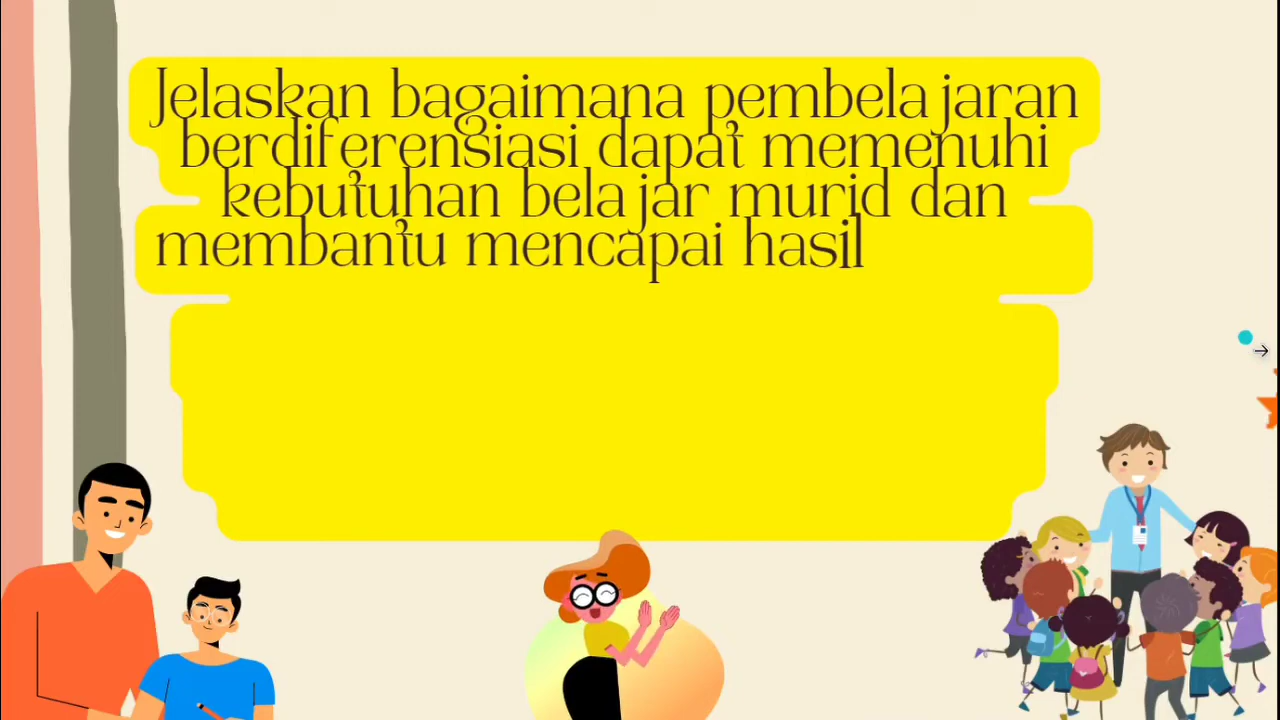 Jelaskan bagaimana pembelajaran
berdiferensiasi dapat memenuhi
kebutuhan belajar murid dan
membantu mencapai hasil